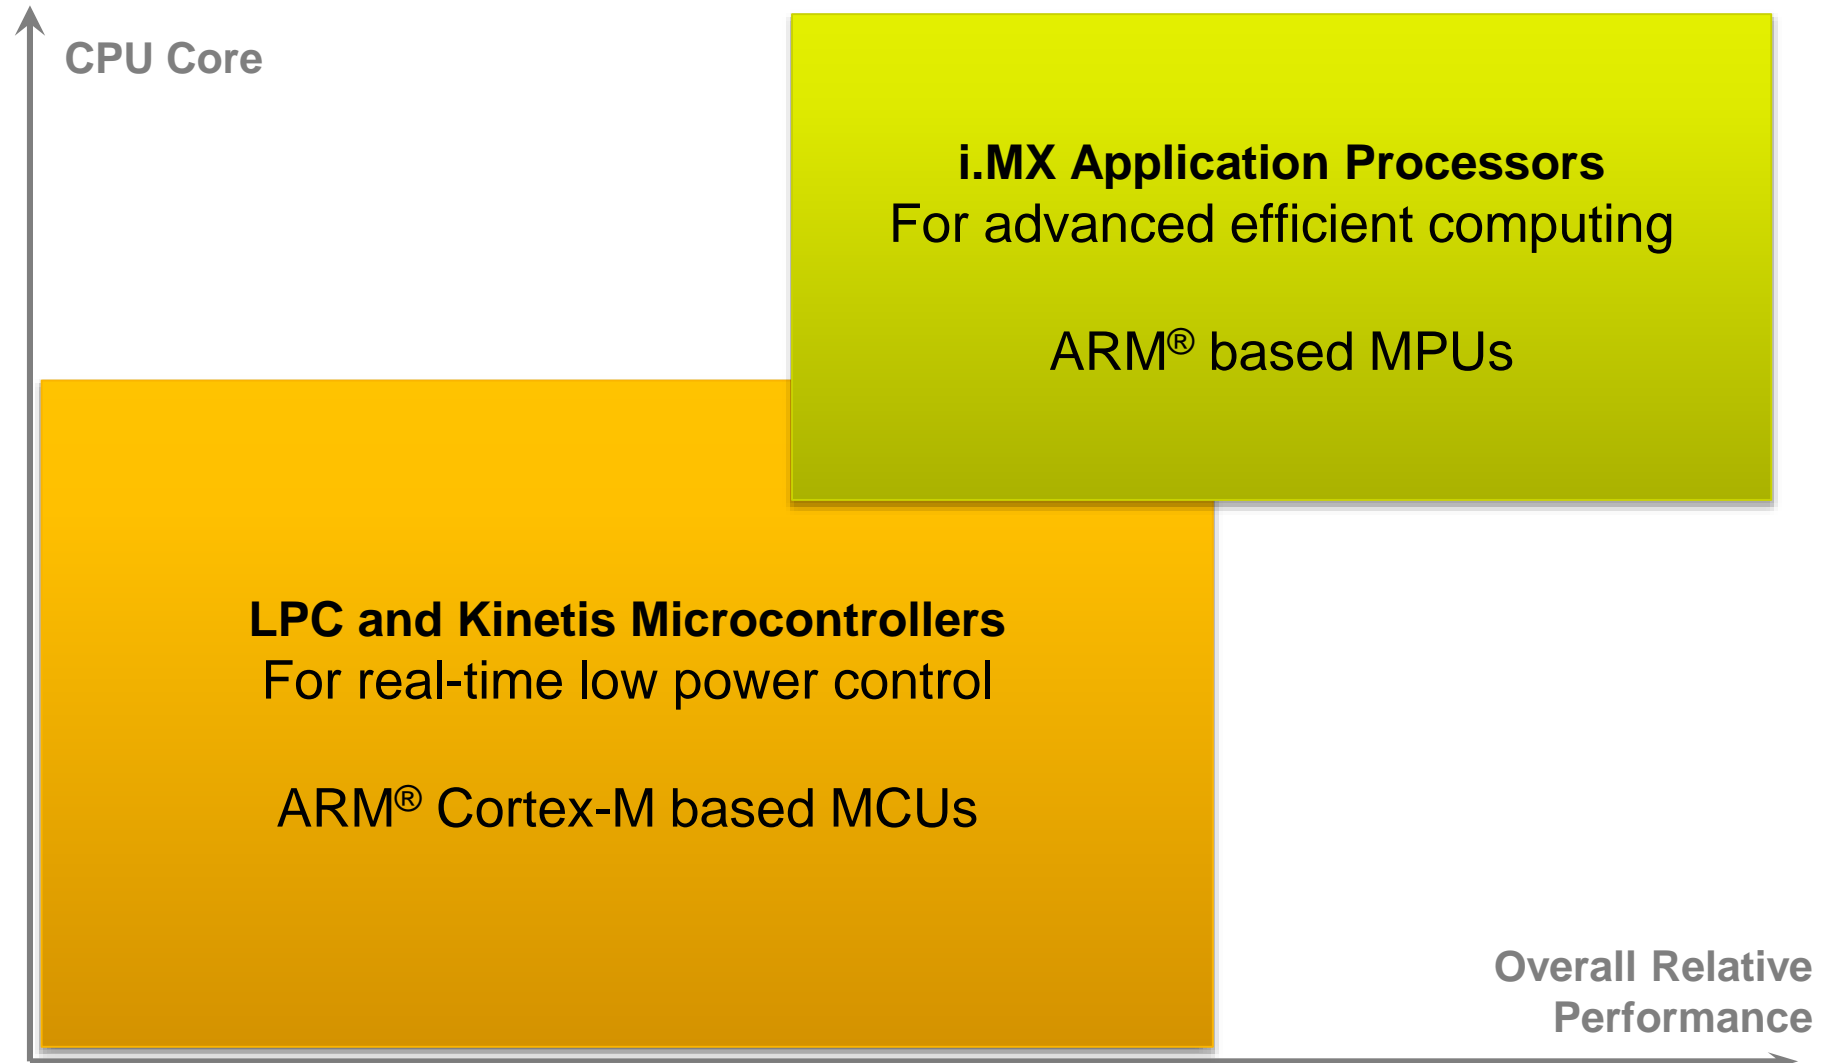 CPU Core
i.MX Application Processors
For advanced efficient computing
ARM® based MPUs
LPC and Kinetis Microcontrollers
For real-time low power control
ARM® Cortex-M based MCUs
Overall Relative
Performance